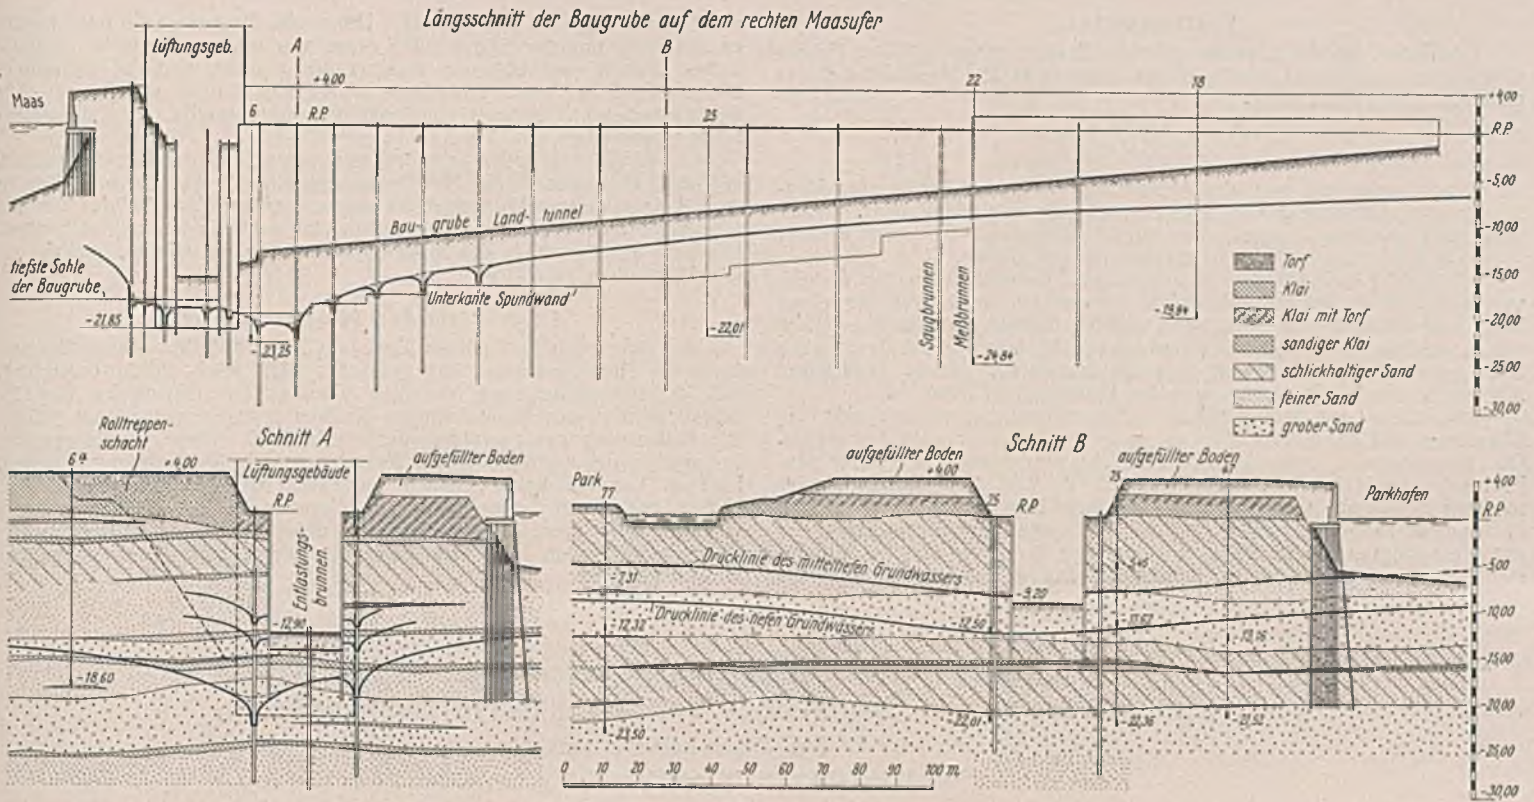 Längsschnitt der Baugrube auf dem rechten Maasufer
Lüftungsgeb.
A
B
+4,00
6
R.P.
25
22
38
Maas
+4,00
R.P.
-5,00
-10,00
-15,00
-20,00
-25,00
-30,00
Bau- grube Land- tunnel
tiefste Sohle
der Baugrube
Unterkante Spundwand
-21,85
-23,25
-22,01
Saugbrunnen
Meßbrunnen
-24,84
-19,84
Torf
Klai
Klai mit Torf
sandiger Klai
schlickhaltiger Sand
feiner Sand
grober Sand
Rolltreppen-
schacht
Schnitt A
64
+4,00
Lüftungsgebäude
aufgefüllter Boden
R.P.
Entlastungs-
brunnen
-12,90
-18,60
Schnitt B
Park
77
aufgefüllter Boden
+4,00
25
R.P.
aufgefüllter Boden
25
47
Parkhafen
+4,00
R.P.
-5,00
-10,00
-15,00
-20,00
-25,00
-30,00
Drucklinie des mitteltiefen Grundwassers
-7,31
-9,20
Drucklinie des tiefen Grundwassers
-12,32
-12,50
-13,16
-22,01
-23,50
0 10 20 30 40 50 60 70 80 90 100 m